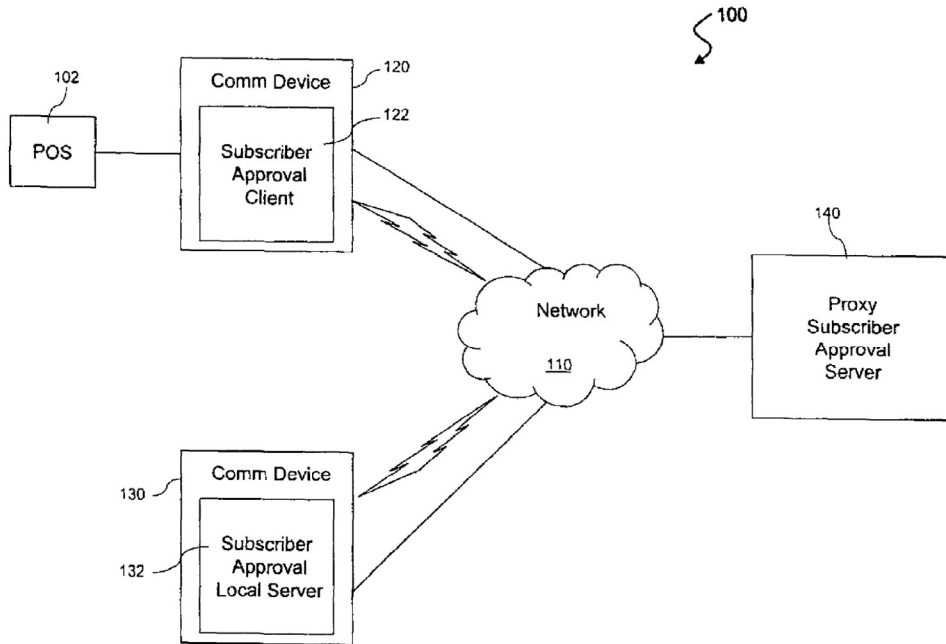 100
102
POS
Comm Device
120
122
Subscriber
Approval
Client
140
Proxy
Subscriber
Approval
Server
Network
110
Comm Device
130
132
Subscriber
Approval
Local Server